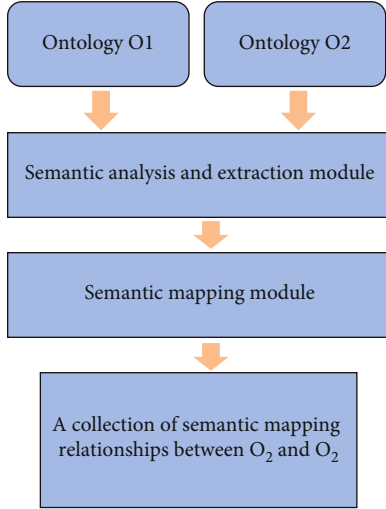 Ontology O1
Ontology O2
Semantic analysis and extraction module
Semantic mapping module
A collection of semantic mapping
relationships between O₂ and O₂